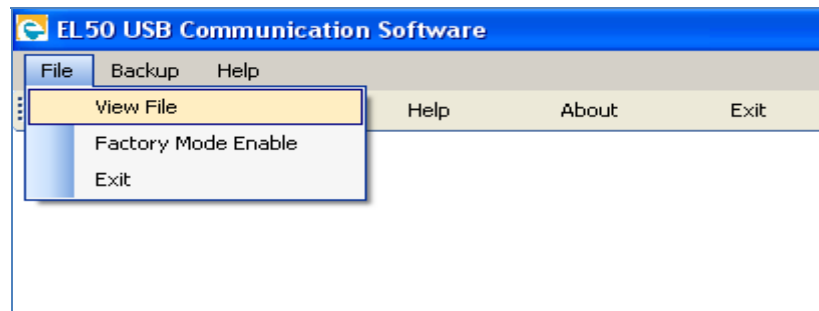 EL50 USB Communication Software
File Backup Help
View File Help About Exit
Factory Mode Enable
Exit